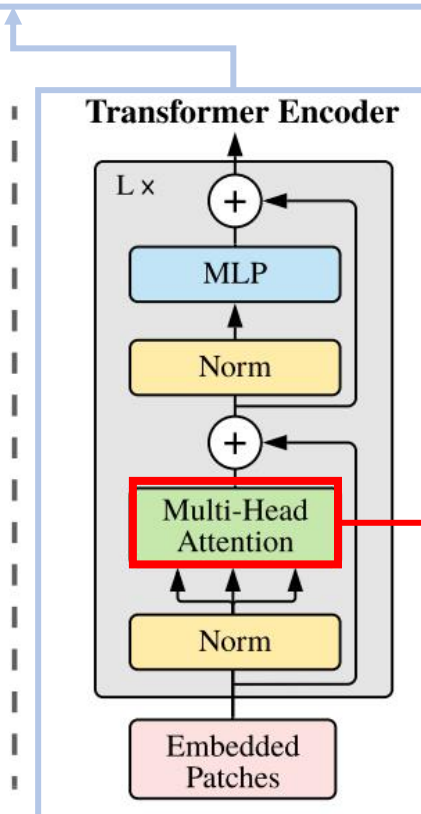 Transformer Encoder
L ×
+
MLP
Norm
+
Multi-Head
Attention
Norm
Embedded
Patches